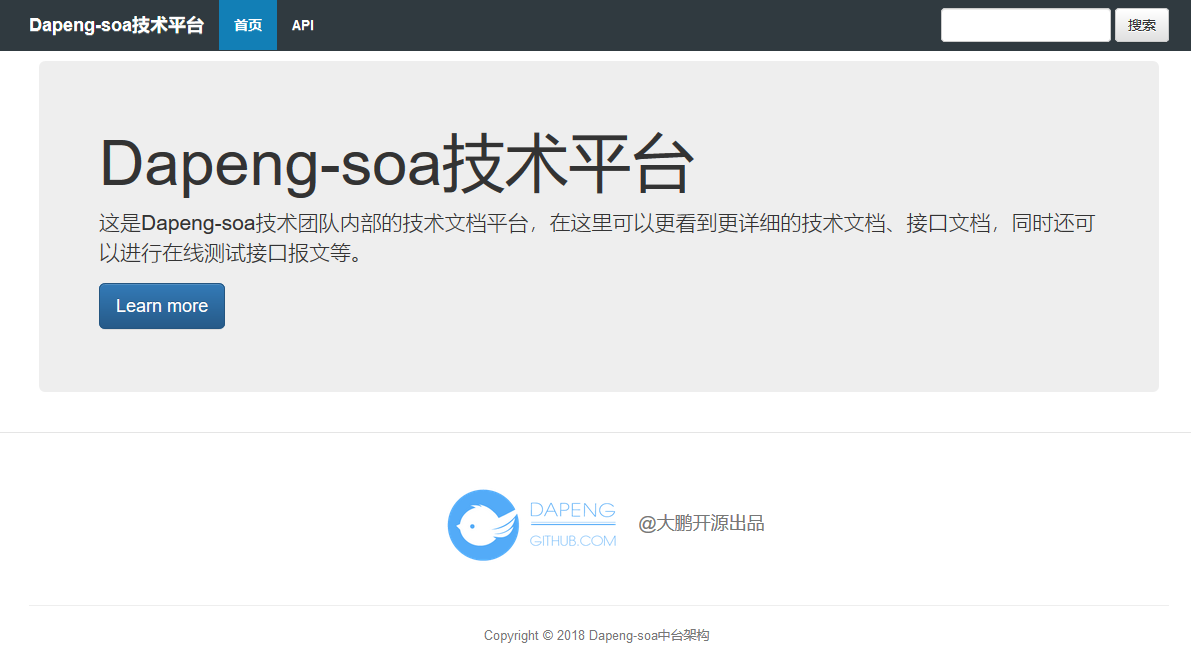 Dapeng-soa技术平台 首页 API 搜索
Dapeng-soa技术平台
这是Dapeng-soa技术团队内部的技术文档平台，在这里可以更看到更详细的技术文档、接口文档，同时还可
以进行在线测试接口报文等。
Learn more
DAPENG
GITHUB.COM
@大鹏开源出品
Copyright © 2018 Dapeng-soa中台架构